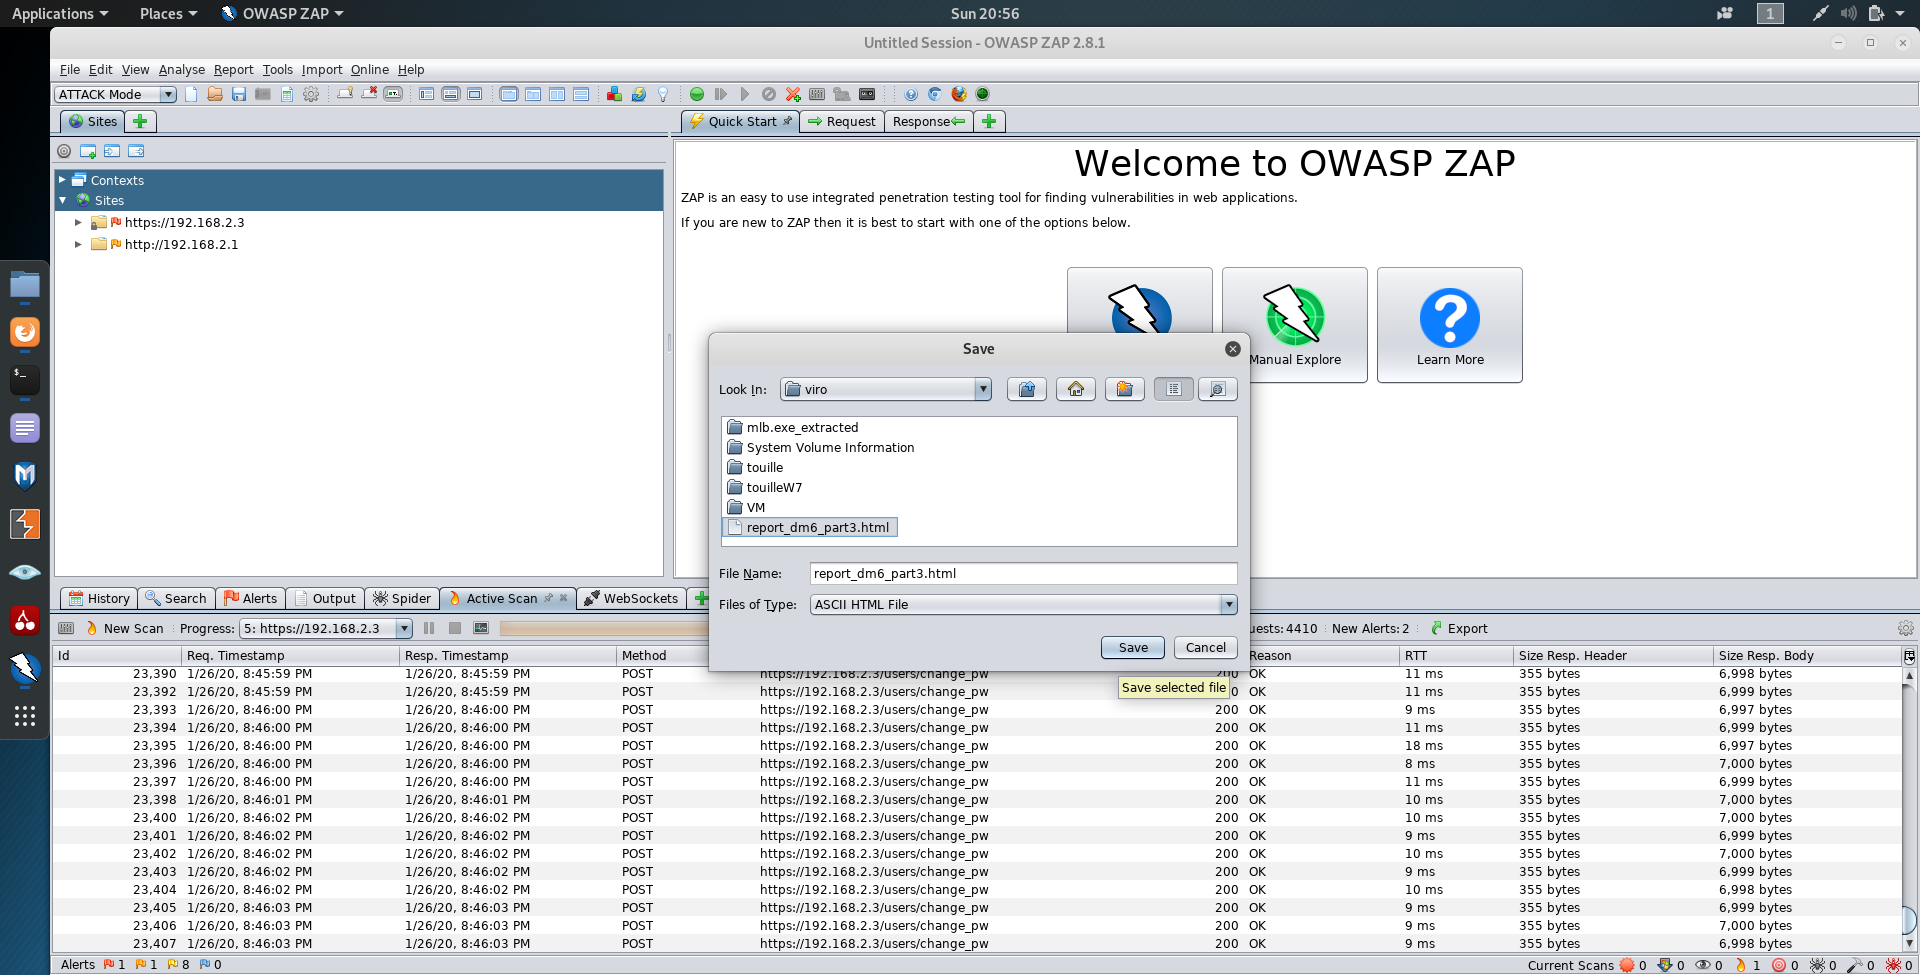 Applications Places OWASP ZAP Sun 20:56 1
Untitled Session - OWASP ZAP 2.8.1
File Edit View Analyse Report Tools Import Online Help
ATTACK Mode
Sites Quick Start Request Response
Welcome to OWASP ZAP
ZAP is an easy to use integrated penetration testing tool for finding vulnerabilities in web applications.
If you are new to ZAP then it is best to start with one of the options below.
Contexts
Sites
https://192.168.2.3
http://192.168.2.1
Manual Explore Learn More
Save
Look In: viro
mlb.exe_extracted
System Volume Information
touille
touilleW7
VM
report_dm6_part3.html
File Name: report_dm6_part3.html
Files of Type: ASCII HTML File
Save Cancel
Save selected file
History Search Alerts Output Spider Active Scan WebSockets
New Scan Progress: 5: https://192.168.2.3 uests: 4410 New Alerts: 2 Export
Id Req. Timestamp Resp. Timestamp Method Reason RTT Size Resp. Header Size Resp. Body
23,390 1/26/20, 8:45:59 PM 1/26/20, 8:45:59 PM POST https://192.168.2.3/users/change_pw 200 OK 11 ms 355 bytes 6,998 bytes
23,392 1/26/20, 8:45:59 PM 1/26/20, 8:46:00 PM POST https://192.168.2.3/users/change_pw OK 9 ms 355 bytes 6,999 bytes
23,393 1/26/20, 8:46:00 PM 1/26/20, 8:46:00 PM POST https://192.168.2.3/users/change_pw 200 OK 9 ms 355 bytes 6,997 bytes
23,394 1/26/20, 8:46:00 PM 1/26/20, 8:46:00 PM POST https://192.168.2.3/users/change_pw 200 OK 11 ms 355 bytes 6,999 bytes
23,395 1/26/20, 8:46:00 PM 1/26/20, 8:46:00 PM POST https://192.168.2.3/users/change_pw 200 OK 18 ms 355 bytes 6,997 bytes
23,396 1/26/20, 8:46:00 PM 1/26/20, 8:46:00 PM POST https://192.168.2.3/users/change_pw 200 OK 8 ms 355 bytes 7,000 bytes
23,397 1/26/20, 8:46:00 PM 1/26/20, 8:46:00 PM POST https://192.168.2.3/users/change_pw 200 OK 11 ms 355 bytes 6,999 bytes
23,398 1/26/20, 8:46:01 PM 1/26/20, 8:46:01 PM POST https://192.168.2.3/users/change_pw 200 OK 10 ms 355 bytes 7,000 bytes
23,400 1/26/20, 8:46:02 PM 1/26/20, 8:46:02 PM POST https://192.168.2.3/users/change_pw 200 OK 10 ms 355 bytes 7,000 bytes
23,401 1/26/20, 8:46:02 PM 1/26/20, 8:46:02 PM POST https://192.168.2.3/users/change_pw 200 OK 9 ms 355 bytes 6,999 bytes
23,402 1/26/20, 8:46:02 PM 1/26/20, 8:46:02 PM POST https://192.168.2.3/users/change_pw 200 OK 10 ms 355 bytes 7,000 bytes
23,403 1/26/20, 8:46:02 PM 1/26/20, 8:46:02 PM POST https://192.168.2.3/users/change_pw 200 OK 9 ms 355 bytes 6,999 bytes
23,404 1/26/20, 8:46:02 PM 1/26/20, 8:46:02 PM POST https://192.168.2.3/users/change_pw 200 OK 10 ms 355 bytes 6,998 bytes
23,405 1/26/20, 8:46:03 PM 1/26/20, 8:46:03 PM POST https://192.168.2.3/users/change_pw 200 OK 9 ms 355 bytes 6,999 bytes
23,406 1/26/20, 8:46:03 PM 1/26/20, 8:46:03 PM POST https://192.168.2.3/users/change_pw 200 OK 9 ms 355 bytes 7,000 bytes
23,407 1/26/20, 8:46:03 PM 1/26/20, 8:46:03 PM POST https://192.168.2.3/users/change_pw 200 OK 9 ms 355 bytes 6,998 bytes
Alerts 1 1 8 0 Current Scans 0 0 0 1 0 0 0 0